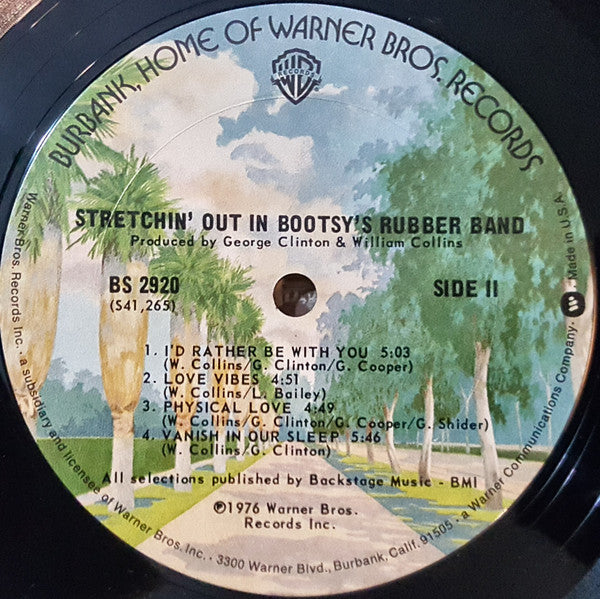 BURBANK, HOME OF WARNER BROS. RECORDS
W
RECORDS
STRETCHIN' OUT IN BOOTSY'S RUBBER BAND
Produced by George Clinton & William Collins
BS 2920
(S41,265)
SIDE II
1. I'D RATHER BE WITH YOU 5:03
(W. Collins/G. Clinton/G. Cooper)
2. LOVE VIBES 4:51
(W. Collins/L. Bailey)
3. PHYSICAL LOVE 4:49
(W. Collins/G. Clinton/G. Cooper/G. Shider)
4. VANISH IN OUR SLEEP 5:46
(W. Collins/G. Clinton)
All selections published by Backstage Music - BMI
℗1976 Warner Bros.
Records Inc.
Warner Bros. Records Inc. · a subsidiary and licensee of Warner Bros. Inc. · 3300 Warner Blvd., Burbank, Calif. 91505 · a Warner Communications Company · Made in U.S.A.